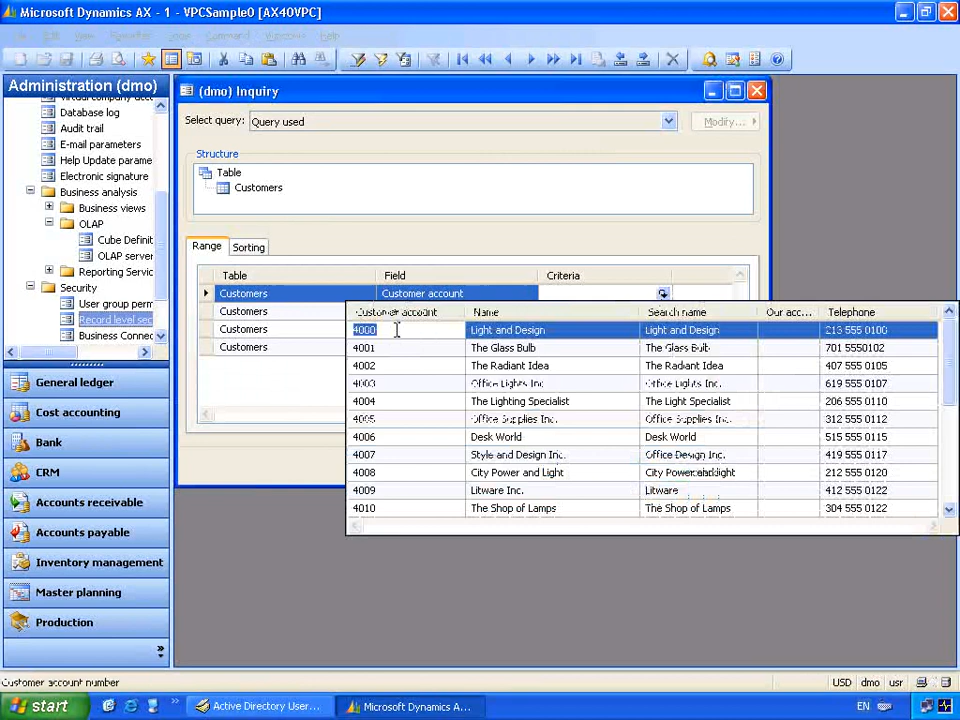 Microsoft Dynamics AX - 1 - VPCSample0 [AX40VPC]
Administration (dmo)
Database log
Audit trail
E-mail parameters
Help Update parame
Electronic signature
Business analysis
Business views
OLAP
Cube Definit
OLAP server
Reporting Servic
Security
User group perm
Record level sec
Business Connec
General ledger
Cost accounting
Bank
CRM
Accounts receivable
Accounts payable
Inventory management
Master planning
Production
(dmo) Inquiry
Select query: Query used Modify...
Structure
Table
Customers
Range Sorting
Table Field Criteria
Customers Customer account
Customers
Customers
Customers
Customer account Name Search name Our acc... Telephone
4000 Light and Design Light and Design 213 555 0100
4001 The Glass Bulb The Glass Bulb 701 5550102
4002 The Radiant Idea The Radiant Idea 407 555 0105
4003 Office Lights Inc. Office Lights Inc. 619 555 0107
4004 The Lighting Specialist The Light Specialist 206 555 0110
4005 Office Supplies Inc. Office Supplies Inc. 312 555 0112
4006 Desk World Desk World 515 555 0115
4007 Style and Design Inc. Office Design Inc. 419 555 0117
4008 City Power and Light City Power and light 212 555 0120
4009 Litware Inc. Litware 412 555 0122
4010 The Shop of Lamps The Shop of Lamps 304 555 0122
Customer account number
USD dmo usr
start Active Directory User... Microsoft Dynamics A... EN